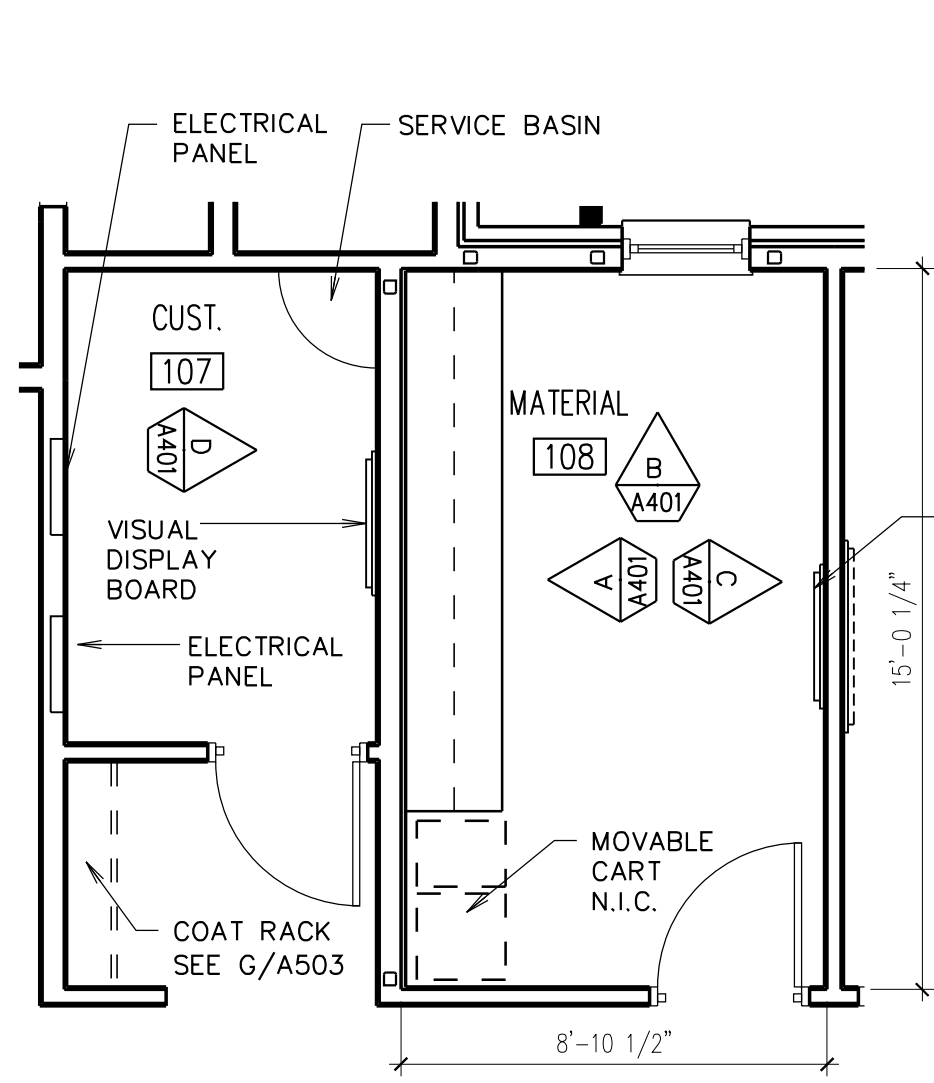 ELECTRICAL
PANEL
SERVICE BASIN
CUST.
107
D
A401
MATERIAL
108
B
A401
VISUAL
DISPLAY
BOARD
A
A401
C
A401
ELECTRICAL
PANEL
15'-0 1/4"
MOVABLE
CART
N.I.C.
COAT RACK
SEE G/A503
8'-10 1/2"